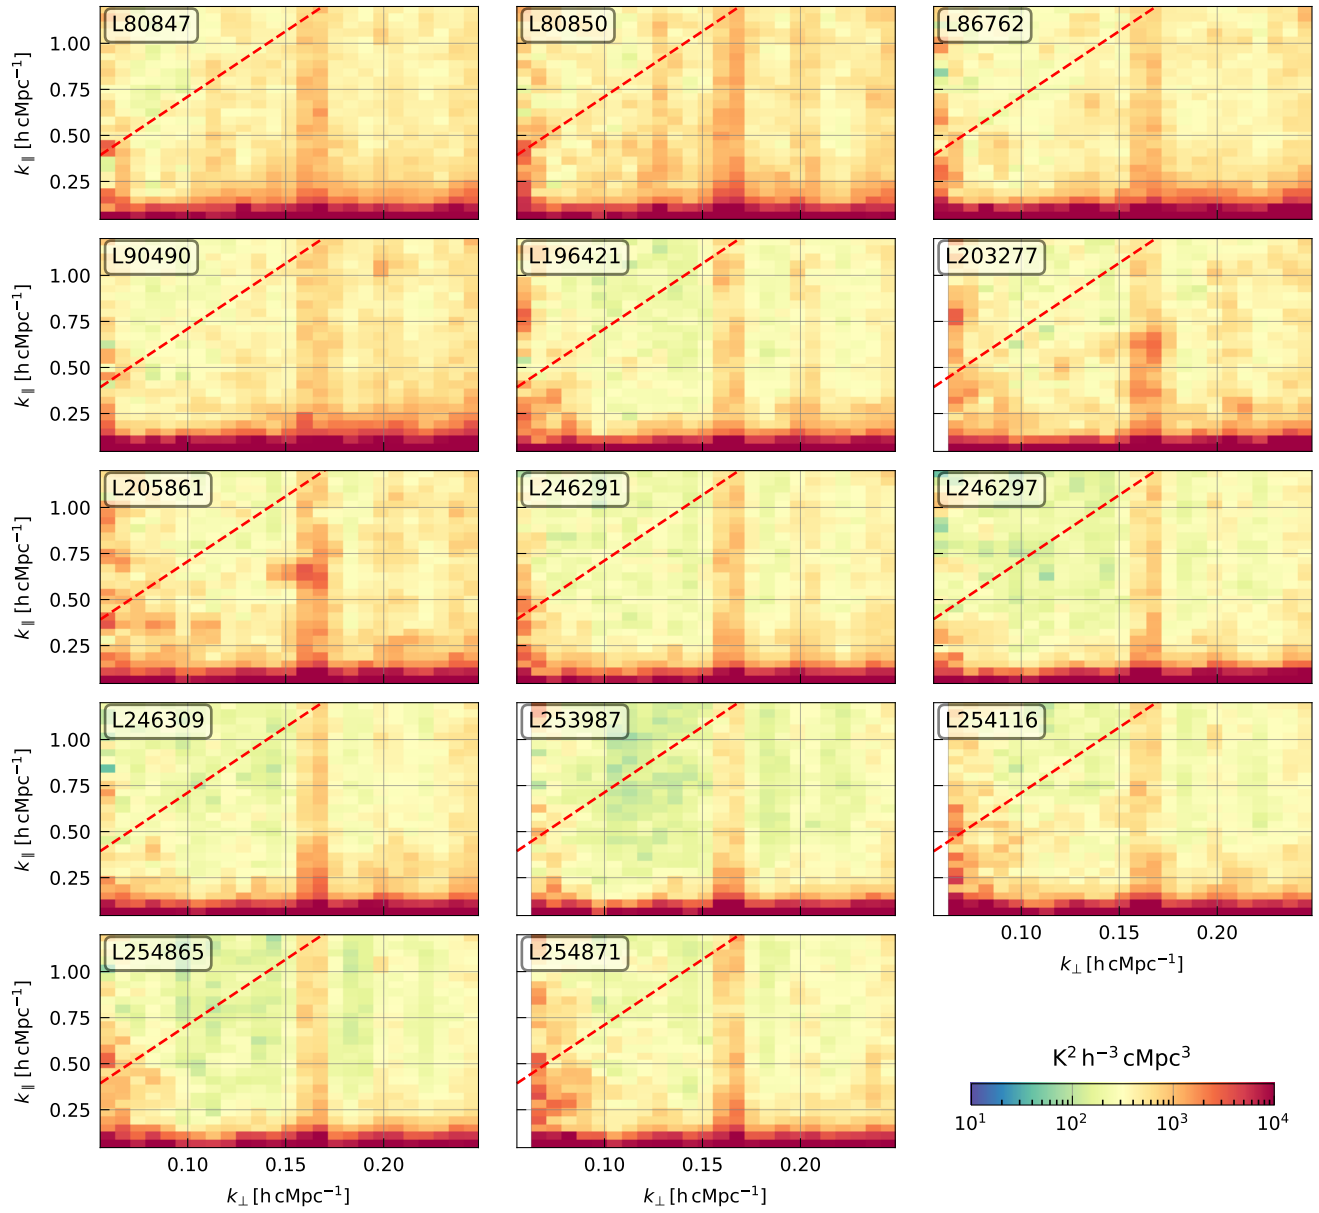 L80847 L80850 L86762
1.00
0.75
0.50
0.25
k∥ [h cMpc⁻¹]
L90490 L196421 L203277
1.00
0.75
0.50
0.25
k∥ [h cMpc⁻¹]
L205861 L246291 L246297
1.00
0.75
0.50
0.25
k∥ [h cMpc⁻¹]
L246309 L253987 L254116
1.00
0.75
0.50
0.25
k∥ [h cMpc⁻¹]
0.10 0.15 0.20
k⊥ [h cMpc⁻¹]
L254865 L254871
1.00
0.75
0.50
0.25
k∥ [h cMpc⁻¹]
0.10 0.15 0.20 0.10 0.15 0.20
k⊥ [h cMpc⁻¹] k⊥ [h cMpc⁻¹]
K² h⁻³ cMpc³
10¹ 10² 10³ 10⁴